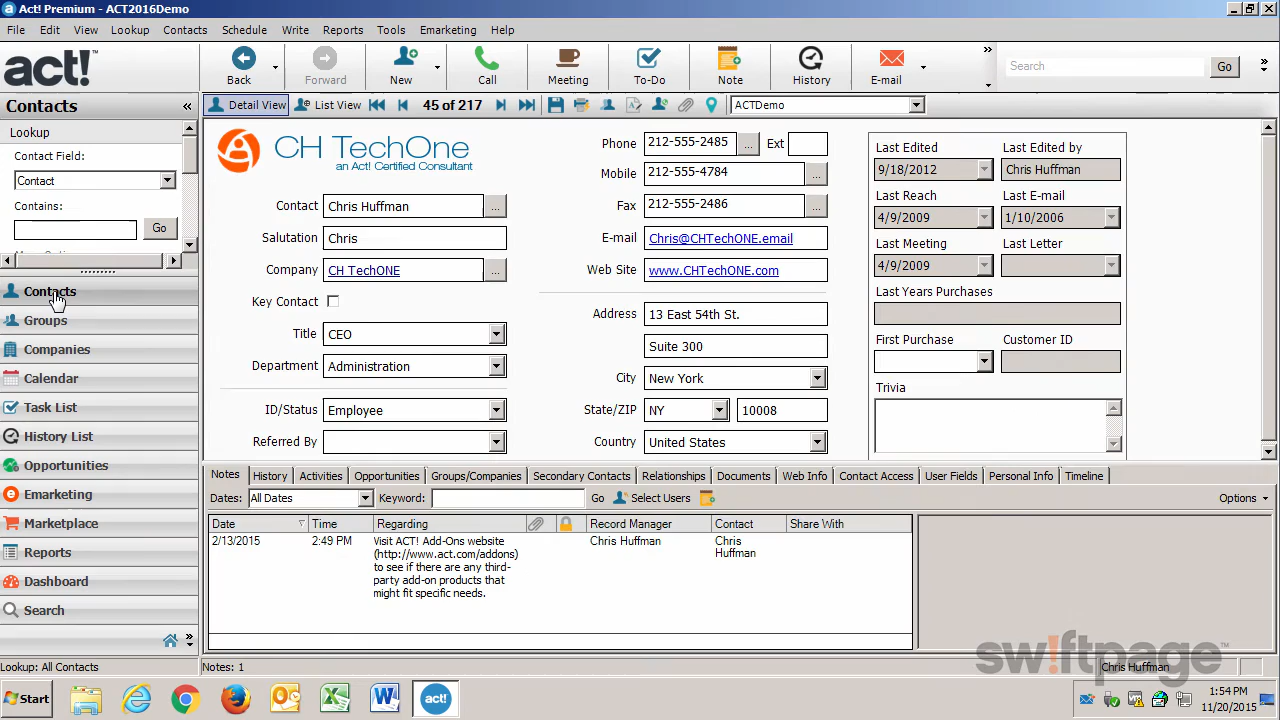 Act! Premium - ACT2016Demo
File Edit View Lookup Contacts Schedule Write Reports Tools Emarketing Help
act!™
Back Forward New Call Meeting To-Do Note History E-mail Search Go
Contacts «
Detail View List View 45 of 217 ACTDemo
Lookup
Contact Field:
Contact
Contains:
Go
Contacts
Groups
Companies
Calendar
Task List
History List
Opportunities
Emarketing
Marketplace
Reports
Dashboard
Search
CH TechOne
an Act! Certified Consultant
Contact Chris Huffman ...
Salutation Chris
Company CH TechONE ...
Key Contact
Title CEO
Department Administration
ID/Status Employee
Referred By
Phone 212-555-2485 ... Ext
Mobile 212-555-4784 ...
Fax 212-555-2486 ...
E-mail Chris@CHTechONE.email
Web Site www.CHTechONE.com
Address 13 East 54th St.
Suite 300
City New York
State/ZIP NY 10008
Country United States
Last Edited Last Edited by
9/18/2012 Chris Huffman
Last Reach Last E-mail
4/9/2009 1/10/2006
Last Meeting Last Letter
4/9/2009
Last Years Purchases
First Purchase Customer ID
Trivia
Notes History Activities Opportunities Groups/Companies Secondary Contacts Relationships Documents Web Info Contact Access User Fields Personal Info Timeline
Dates: All Dates Keyword: Go Select Users Options
Date Time Regarding Record Manager Contact Share With
2/13/2015 2:49 PM Visit ACT! Add-Ons website Chris Huffman Chris
(http://www.act.com/addons) Huffman
to see if there are any third-
party add-on products that
might fit specific needs.
swiftpage™
Lookup: All Contacts Notes: 1 Chris Huffman
Start act! 1:54 PM
11/20/2015